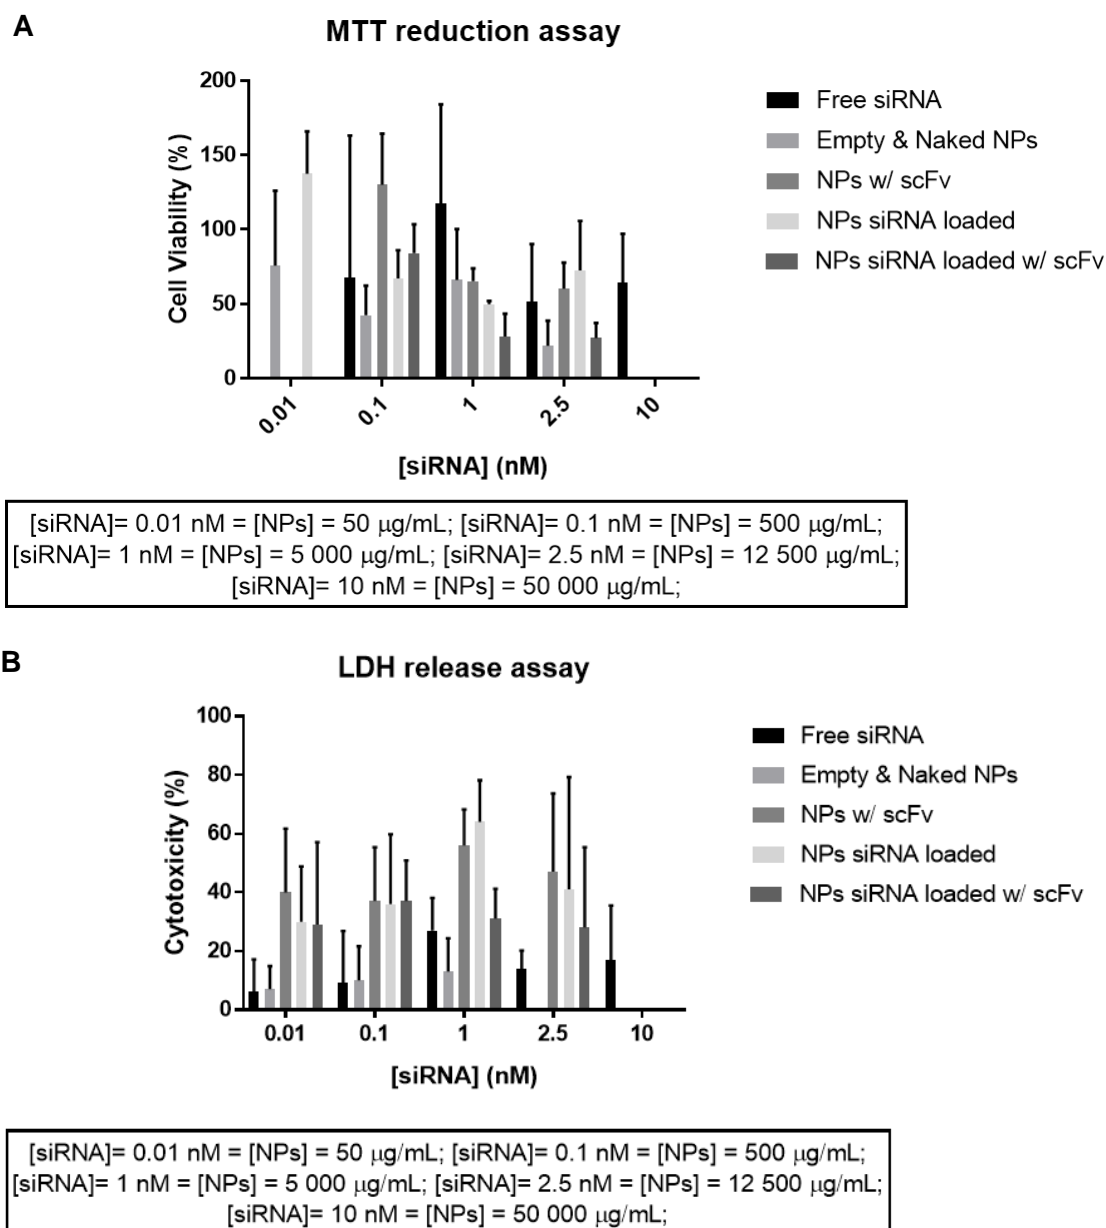 A
MTT reduction assay
200
150
100
50
0
Cell Viability (%)
0.01
0.1
1
2.5
10
[siRNA] (nM)
Free siRNA
Empty & Naked NPs
NPs w/ scFv
NPs siRNA loaded
NPs siRNA loaded w/ scFv
[siRNA]= 0.01 nM = [NPs] = 50 µg/mL; [siRNA]= 0.1 nM = [NPs] = 500 µg/mL;
[siRNA]= 1 nM = [NPs] = 5 000 µg/mL; [siRNA]= 2.5 nM = [NPs] = 12 500 µg/mL;
[siRNA]= 10 nM = [NPs] = 50 000 µg/mL;
B
LDH release assay
100
80
60
40
20
0
Cytotoxicity (%)
0.01
0.1
1
2.5
10
[siRNA] (nM)
Free siRNA
Empty & Naked NPs
NPs w/ scFv
NPs siRNA loaded
NPs siRNA loaded w/ scFv
[siRNA]= 0.01 nM = [NPs] = 50 µg/mL; [siRNA]= 0.1 nM = [NPs] = 500 µg/mL;
[siRNA]= 1 nM = [NPs] = 5 000 µg/mL; [siRNA]= 2.5 nM = [NPs] = 12 500 µg/mL;
[siRNA]= 10 nM = [NPs] = 50 000 µg/mL;